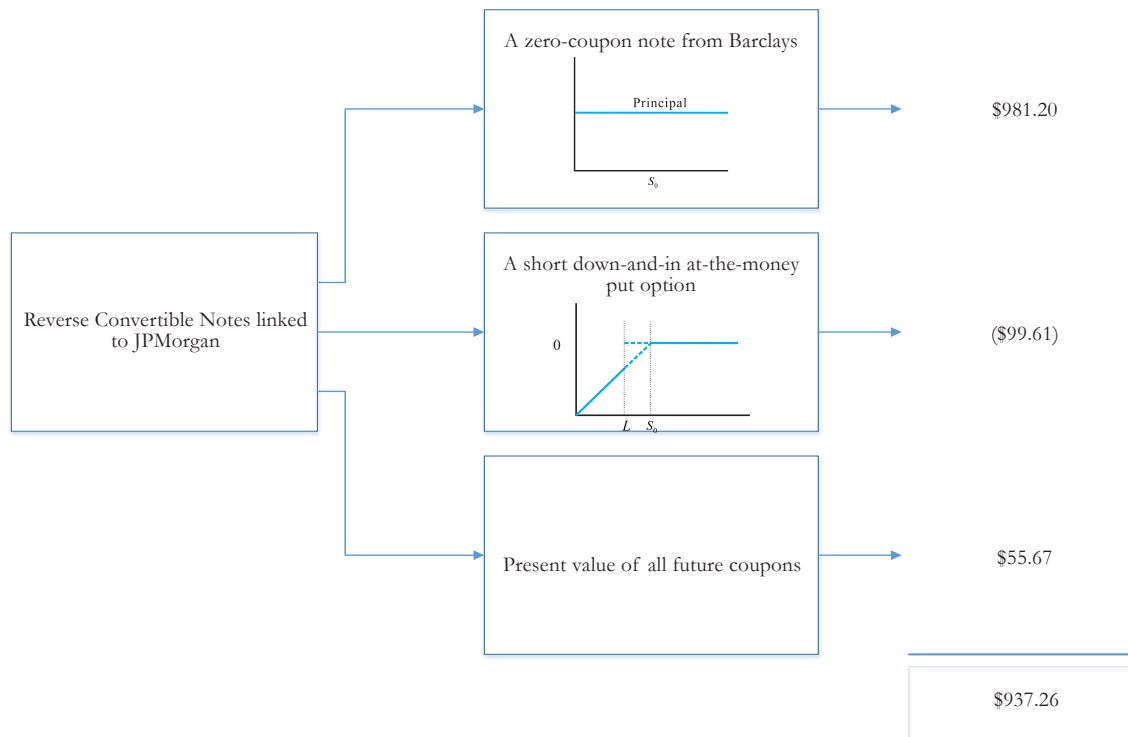 A zero-coupon note from Barclays
Principal
S₀
$981.20
Reverse Convertible Notes linked
to JPMorgan
A short down-and-in at-the-money
put option
0
L S₀
($99.61)
Present value of all future coupons
$55.67
$937.26